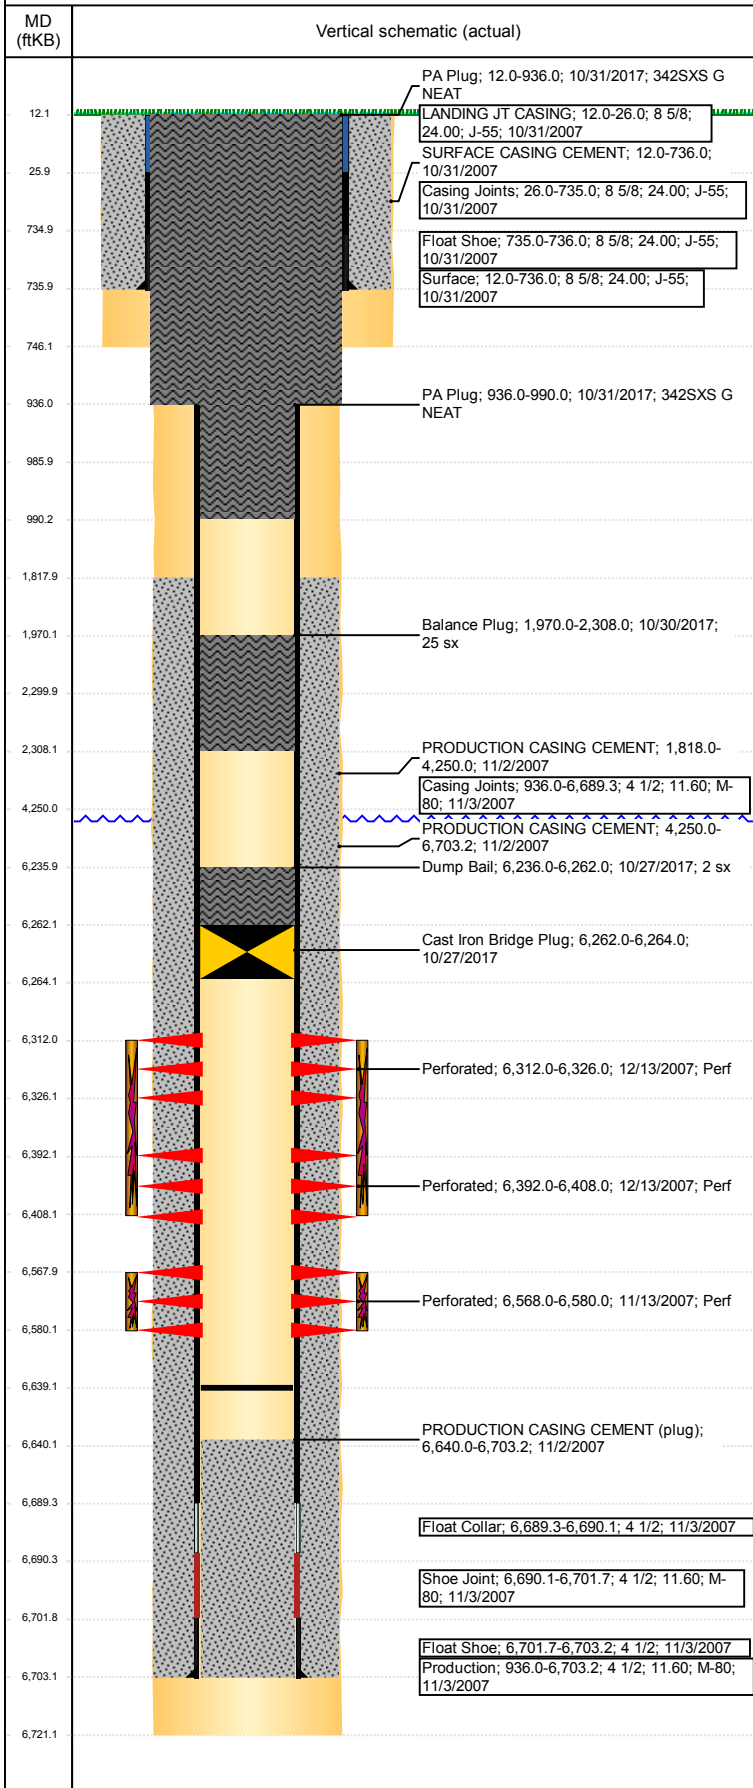 MD
(ftKB)
Vertical schematic (actual)
12.1
25.9
734.9
735.9
746.1
936.0
985.9
990.2
1,817.9
1,970.1
2,299.9
2,308.1
4,250.0
6,235.9
6,262.1
6,264.1
6,312.0
6,326.1
6,392.1
6,408.1
6,567.9
6,580.1
6,639.1
6,640.1
6,689.3
6,690.3
6,701.8
6,703.1
6,721.1
PA Plug; 12.0-936.0; 10/31/2017; 342SXS G
NEAT
LANDING JT CASING; 12.0-26.0; 8 5/8;
24.00; J-55; 10/31/2007
SURFACE CASING CEMENT; 12.0-736.0;
10/31/2007
Casing Joints; 26.0-735.0; 8 5/8; 24.00; J-55;
10/31/2007
Float Shoe; 735.0-736.0; 8 5/8; 24.00; J-55;
10/31/2007
Surface; 12.0-736.0; 8 5/8; 24.00; J-55;
10/31/2007
PA Plug; 936.0-990.0; 10/31/2017; 342SXS G
NEAT
Balance Plug; 1,970.0-2,308.0; 10/30/2017;
25 sx
PRODUCTION CASING CEMENT; 1,818.0-
4,250.0; 11/2/2007
Casing Joints; 936.0-6,689.3; 4 1/2; 11.60; M-
80; 11/3/2007
PRODUCTION CASING CEMENT; 4,250.0-
6,703.2; 11/2/2007
Dump Bail; 6,236.0-6,262.0; 10/27/2017; 2 sx
Cast Iron Bridge Plug; 6,262.0-6,264.0;
10/27/2017
Perforated; 6,312.0-6,326.0; 12/13/2007; Perf
Perforated; 6,392.0-6,408.0; 12/13/2007; Perf
Perforated; 6,568.0-6,580.0; 11/13/2007; Perf
PRODUCTION CASING CEMENT (plug);
6,640.0-6,703.2; 11/2/2007
Float Collar; 6,689.3-6,690.1; 4 1/2; 11/3/2007
Shoe Joint; 6,690.1-6,701.7; 4 1/2; 11.60; M-
80; 11/3/2007
Float Shoe; 6,701.7-6,703.2; 4 1/2; 11/3/2007
Production; 936.0-6,703.2; 4 1/2; 11.60; M-80;
11/3/2007